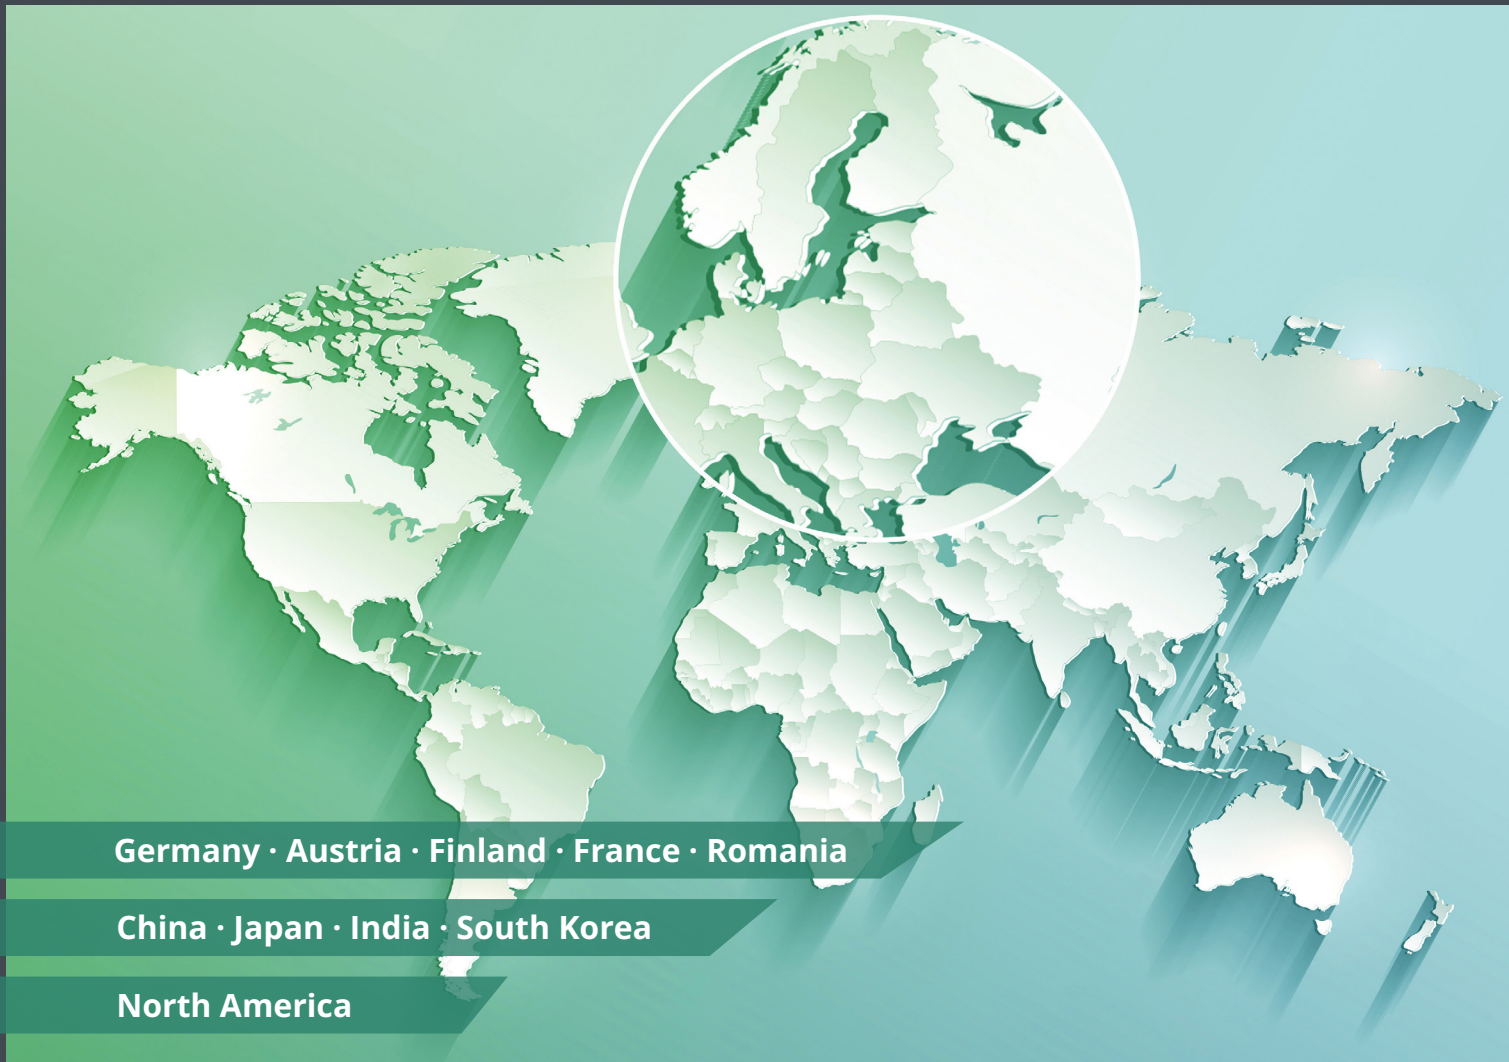 Germany · Austria · Finland · France · Romania
China · Japan · India · South Korea
North America